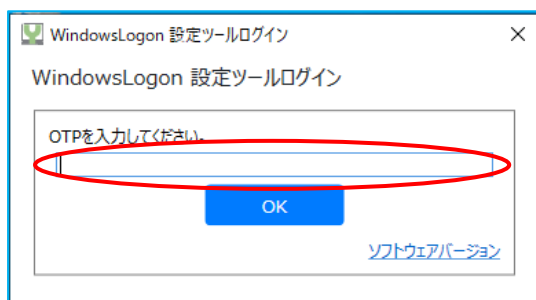 WindowsLogon 設定ツールログイン
WindowsLogon 設定ツールログイン
OTPを入力してください。
OK
ソフトウェアバージョン